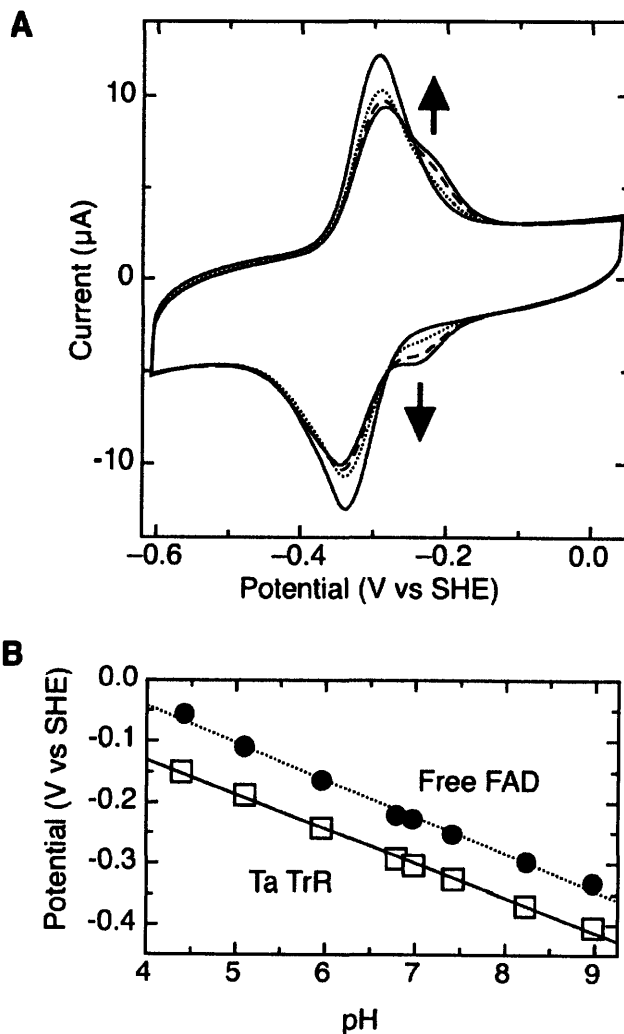 A
10
0
-10
Current (µA)
−0.6
−0.4
−0.2
0.0
Potential (V vs SHE)
B
0.0
-0.1
-0.2
-0.3
-0.4
Potential (V vs SHE)
Free FAD
Ta TrR
4
5
6
7
8
9
pH